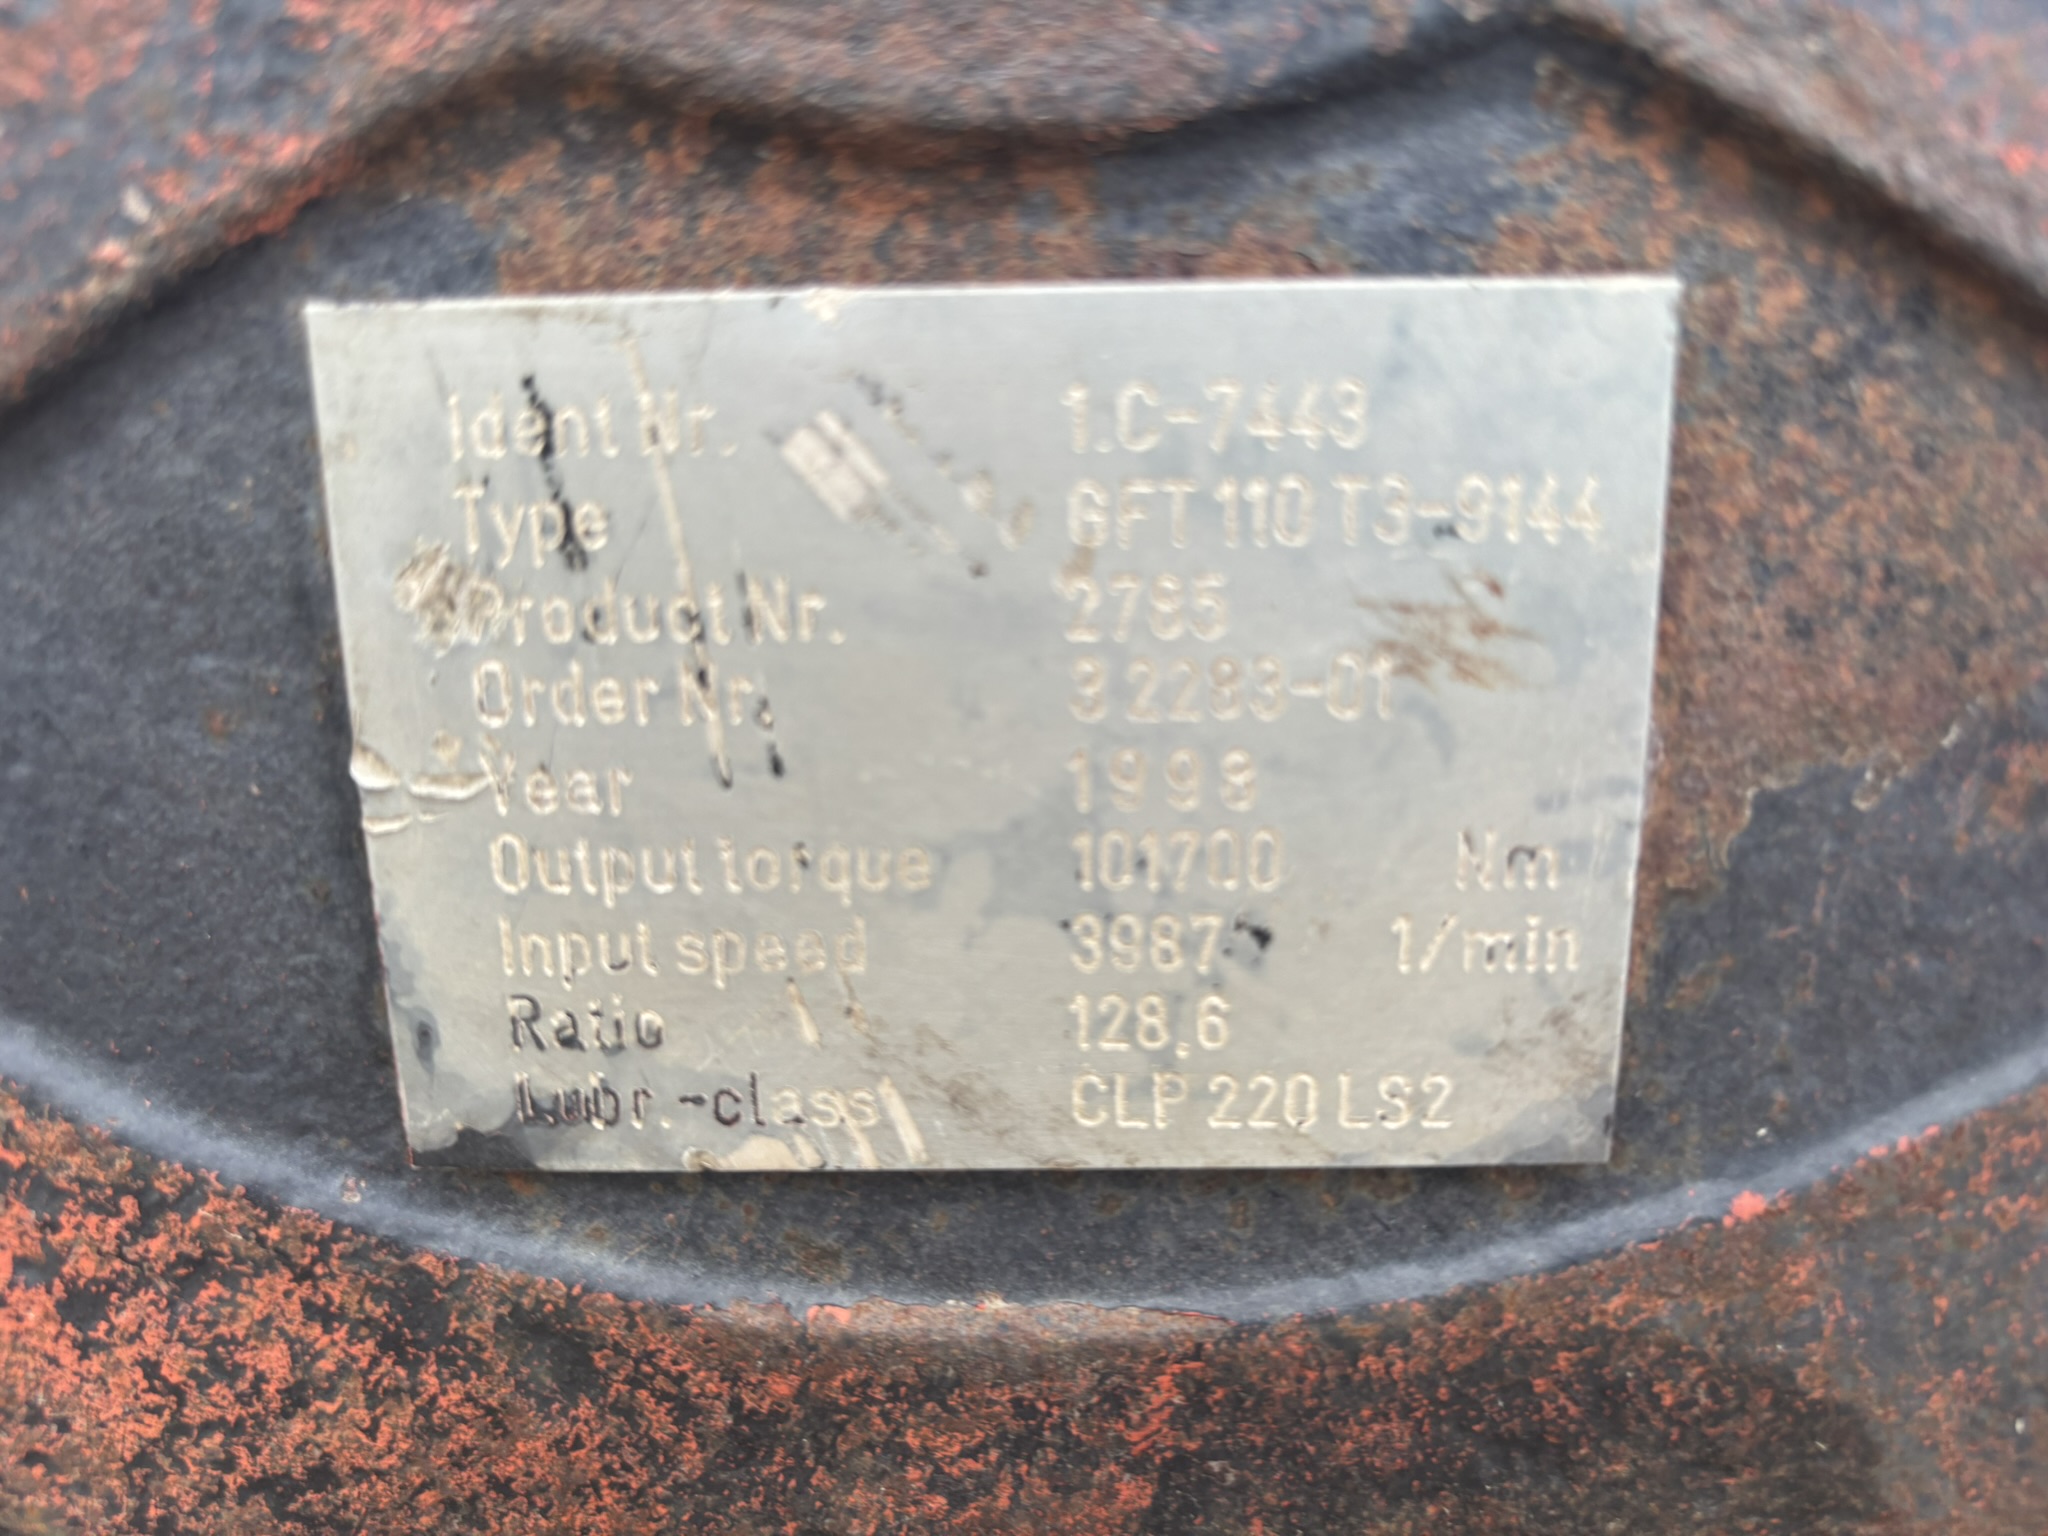 Ident Nr. 1.C-7443
Type GFT 110 T3-9144
Product Nr. 2785
Order Nr. 3 2283-01
Year 1998
Output torque 101700 Nm
Input speed 3987 1/min
Ratio 128,6
Lubr.-class CLP 220 LS2